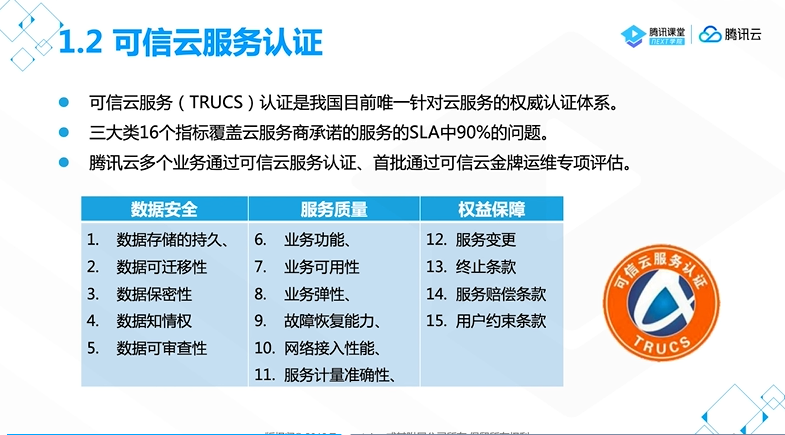 1.2 可信云服务认证
腾讯课堂
NEXT学院
腾讯云
可信云服务(TRUCS)认证是我国目前唯一针对云服务的权威认证体系。
三大类16个指标覆盖云服务商承诺的服务的SLA中90%的问题。
腾讯云多个业务通过可信云服务认证、首批通过可信云金牌运维专项评估。
数据安全
1. 数据存储的持久、
2. 数据可迁移性
3. 数据保密性
4. 数据知情权
5. 数据可审查性
服务质量
6. 业务功能、
7. 业务可用性
8. 业务弹性、
9. 故障恢复能力、
10. 网络接入性能、
11. 服务计量准确性、
权益保障
12. 服务变更
13. 终止条款
14. 服务赔偿条款
15. 用户约束条款
可信云服务认证
TRUCS